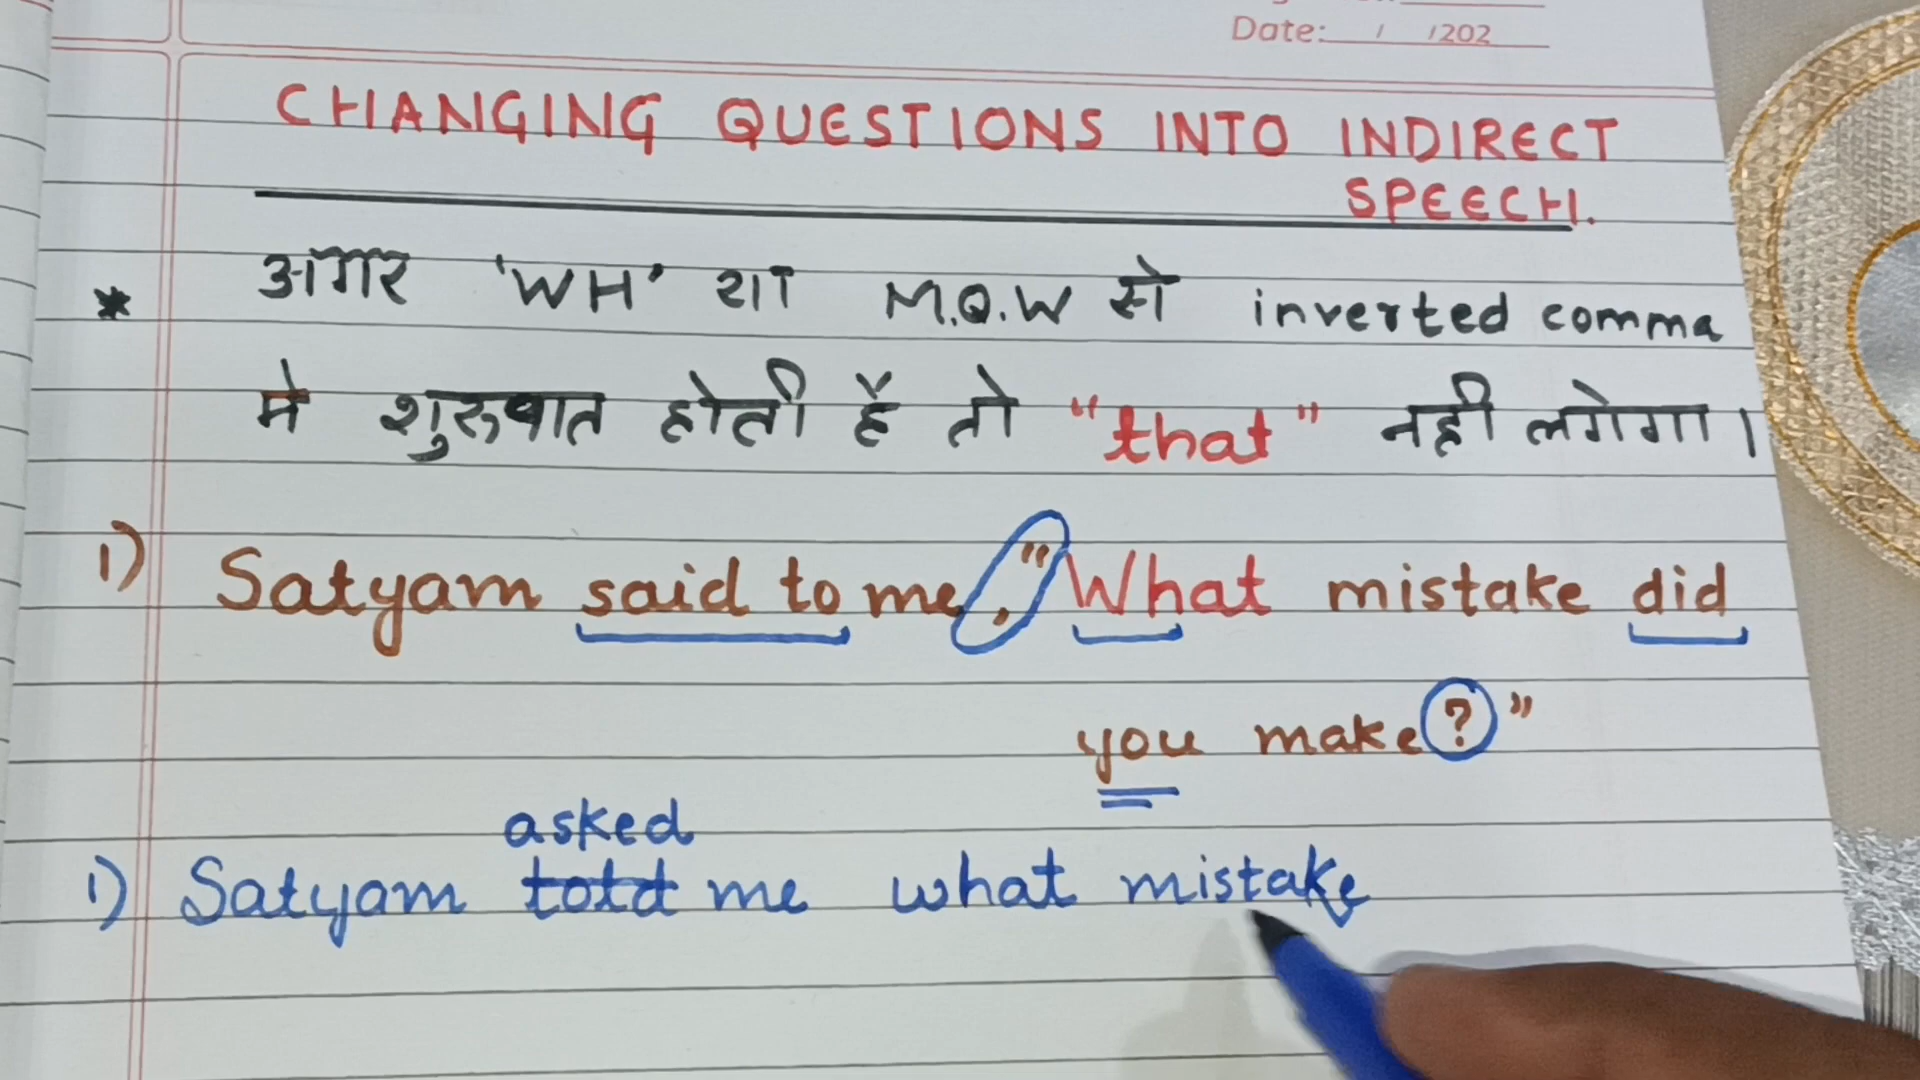 Date: / /202
CHANGING QUESTIONS INTO INDIRECT
SPEECH.
* अगर 'WH' या M.Q.W से inverted comma
मे शुरुवात होती हैं तो "that" नही लगेगा।
1) Satyam said to me, "What mistake did
you make?"
asked
1) Satyam told me what mistake